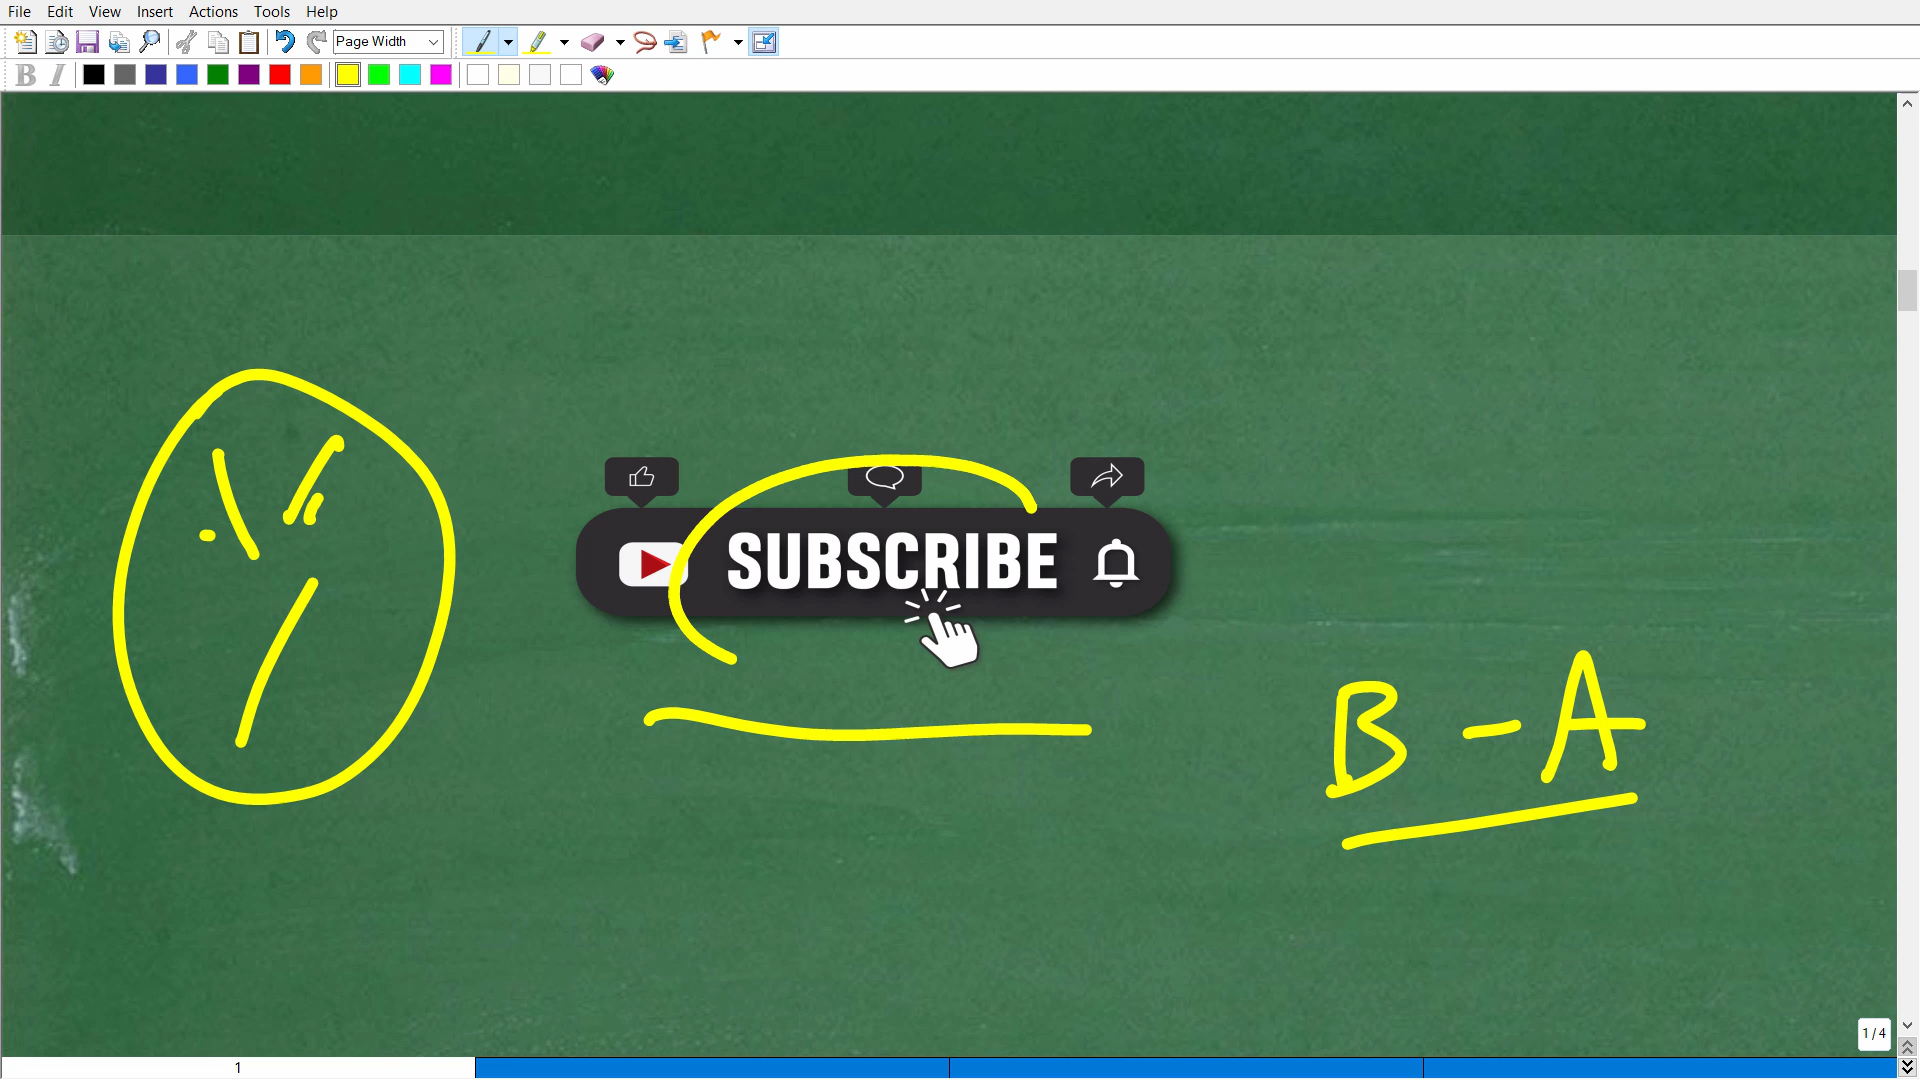 File Edit View Insert Actions Tools Help
Page Width
B I
SUBSCRIBE
B - A
1 / 4
1